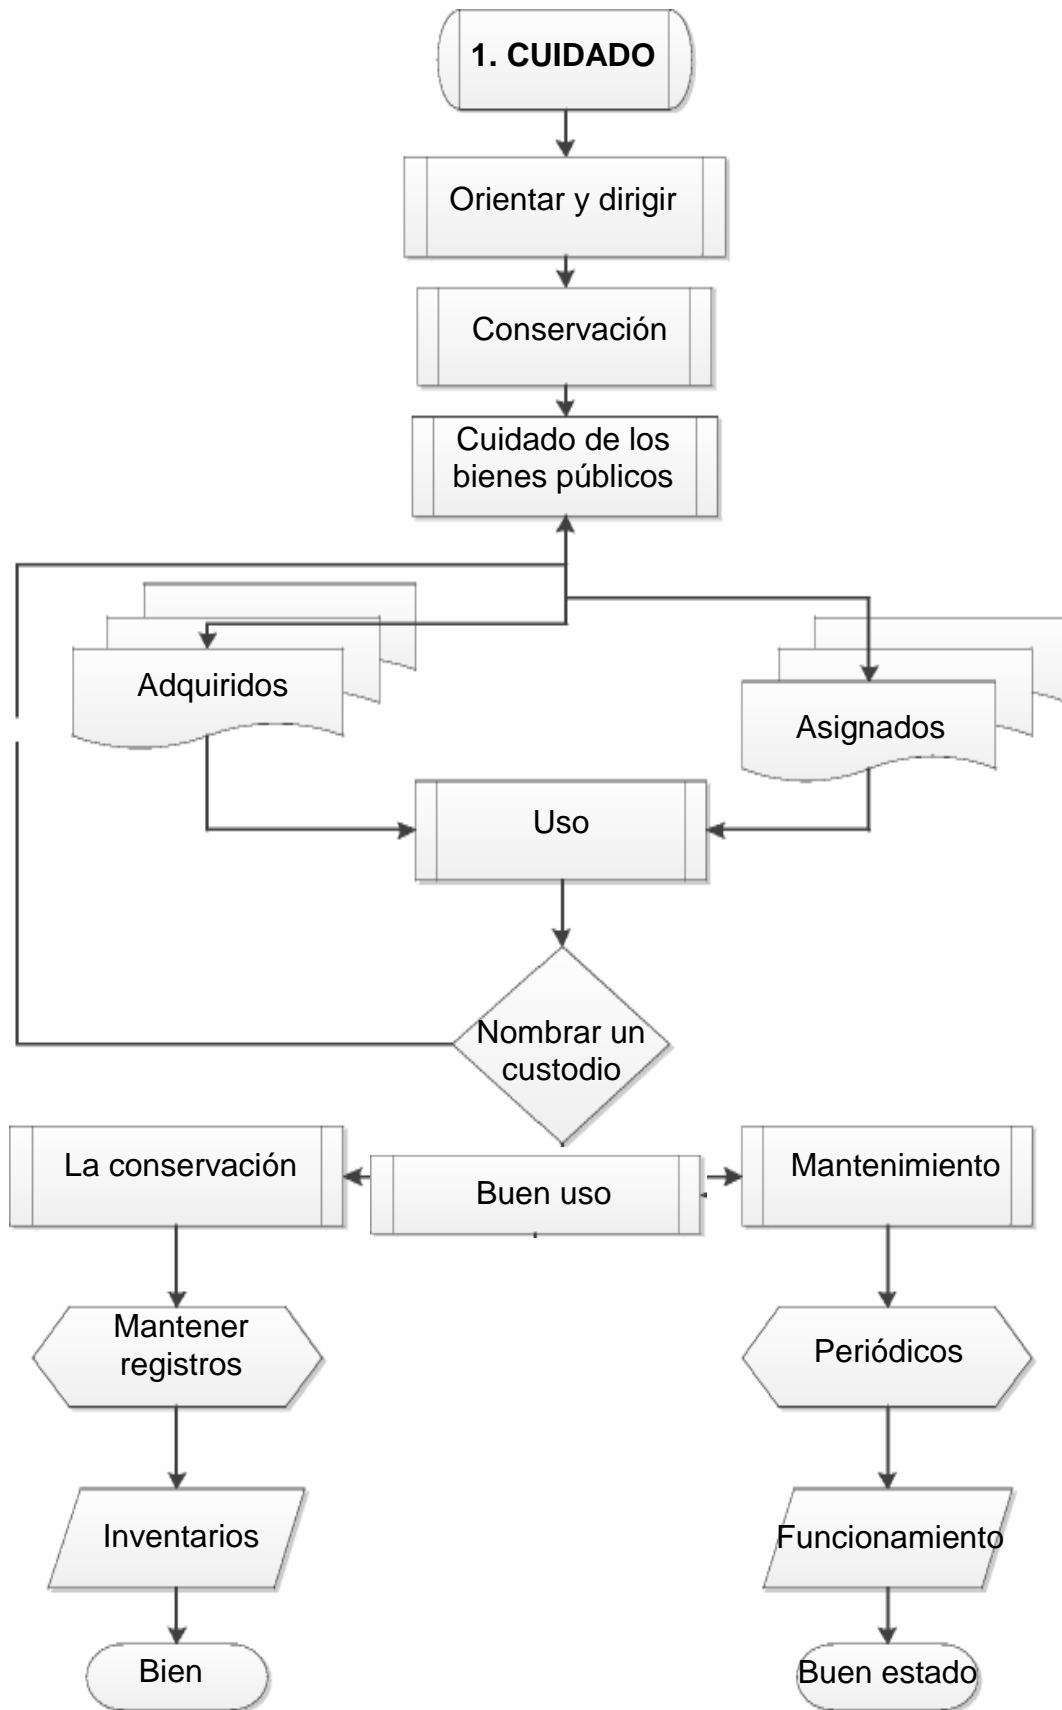 1. CUIDADO
Orientar y dirigir
Conservación
Cuidado de los
bienes públicos
Adquiridos
Asignados
Uso
Nombrar un
custodio
La conservación
Buen uso
Mantenimiento
Mantener
registros
Periódicos
Inventarios
Funcionamiento
Bien
Buen estado